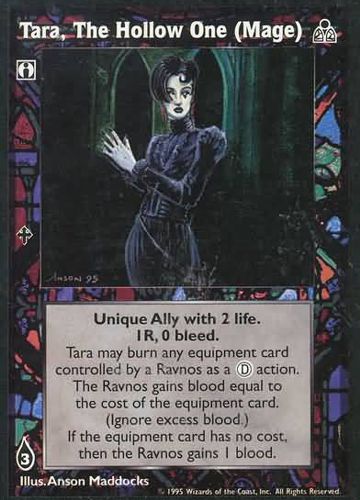 Tara, The Hollow One (Mage)
ANSON 95
Unique Ally with 2 life.
1R, 0 bleed.
Tara may burn any equipment card
controlled by a Ravnos as a D action.
The Ravnos gains blood equal to
the cost of the equipment card.
(Ignore excess blood.)
If the equipment card has no cost,
then the Ravnos gains 1 blood.
3
Illus. Anson Maddocks
© 1995 Wizards of the Coast, Inc. All Rights Reserved.